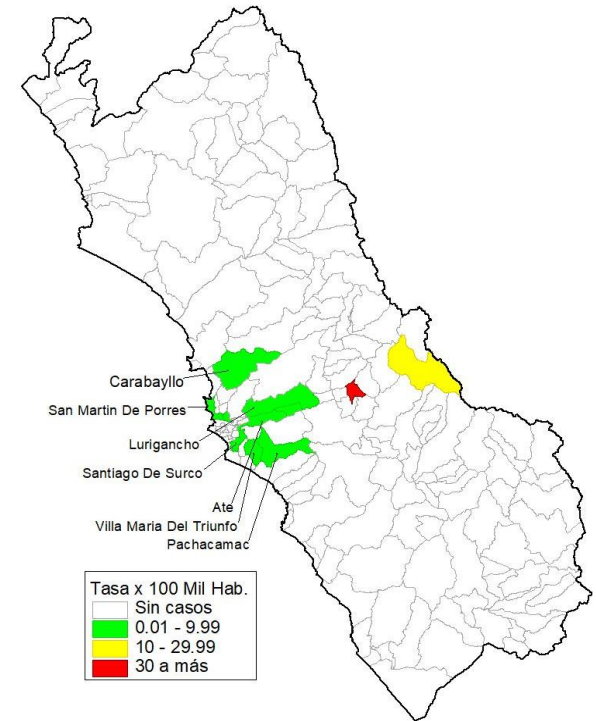 Carabayllo
San Martin De Porres
Lurigancho
Santiago De Surco
Ate
Villa Maria Del Triunfo
Pachacamac
Tasa x 100 Mil Hab.
Sin casos
0.01 - 9.99
10 - 29.99
30 a más